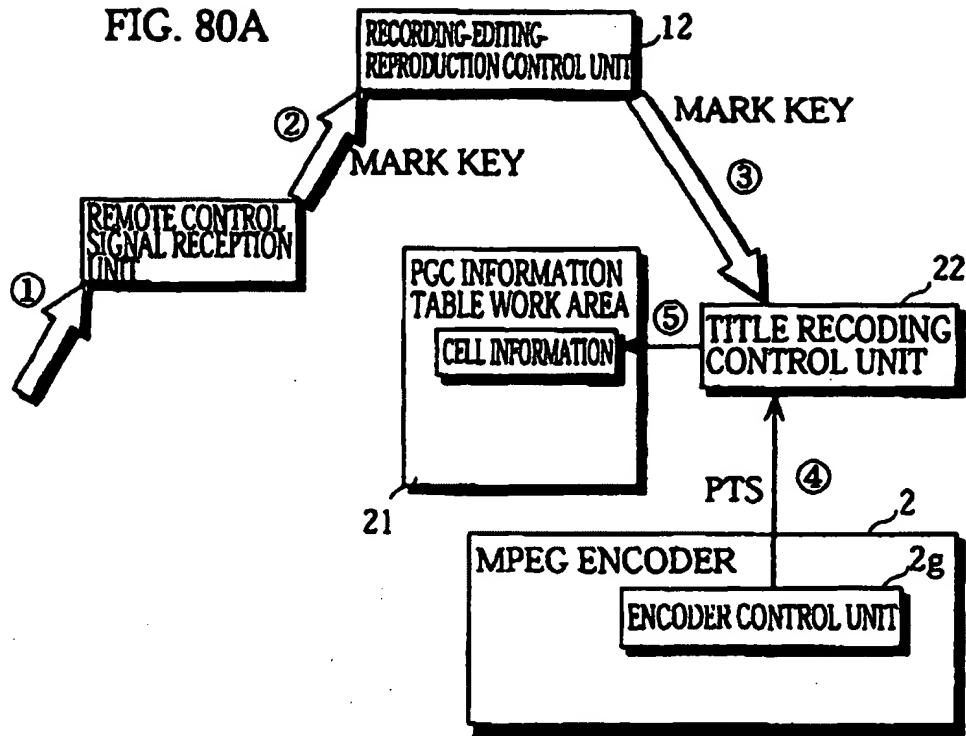 FIG. 80A
RECORDING-EDITING-
REPRODUCTION CONTROL UNIT
12
②
MARK KEY
MARK KEY
③
REMOTE CONTROL
SIGNAL RECEPTION
UNIT
①
PGC INFORMATION
TABLE WORK AREA
CELL INFORMATION
⑤
22
TITLE RECODING
CONTROL UNIT
21
PTS
④
2
MPEG ENCODER
2g
ENCODER CONTROL UNIT